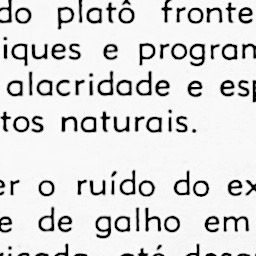 do platô fronte
iques e program
alacridade e esp
tos naturais.
er o ruído do ex
e de galho em